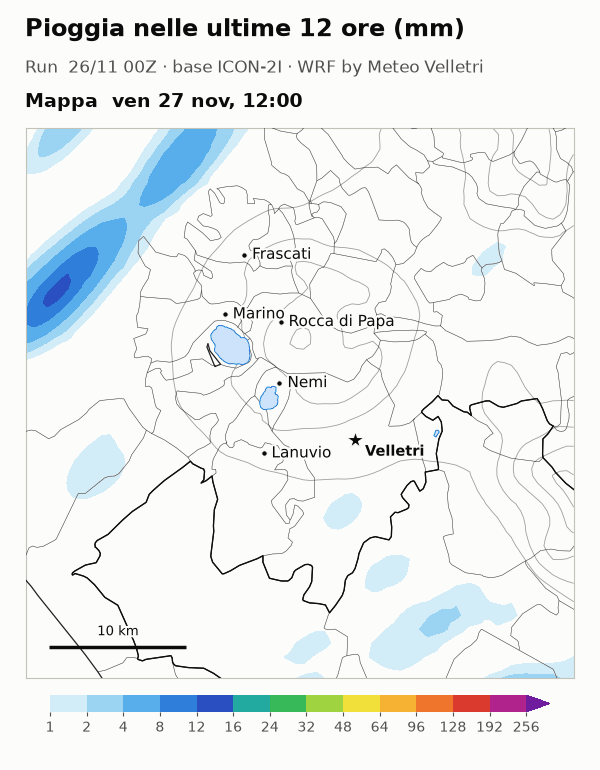 Pioggia nelle ultime 12 ore (mm)
Run 26/11 00Z · base ICON-2I · WRF by Meteo Velletri
Mappa ven 27 nov, 12:00
Frascati
Marino
Rocca di Papa
Nemi
Velletri
Lanuvio
10 km
1 2 4 8 12 16 24 32 48 64 96 128 192 256